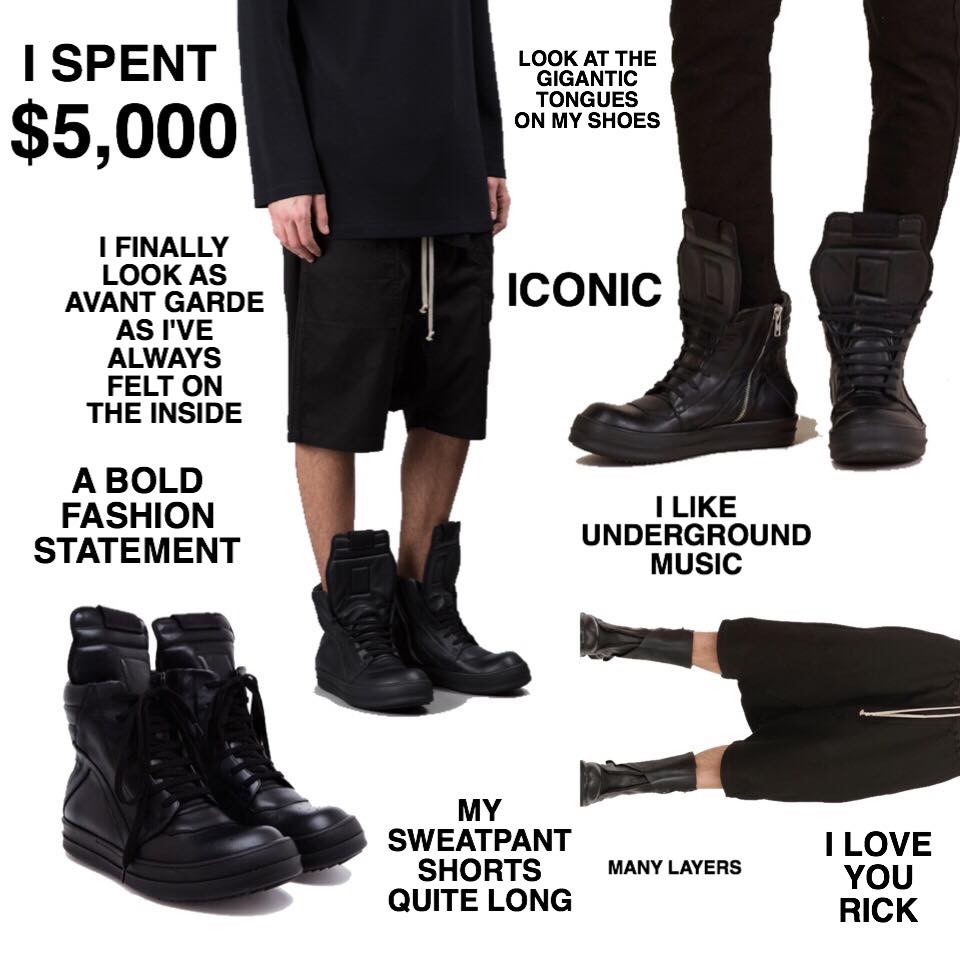 I SPENT
$5,000
LOOK AT THE
GIGANTIC
TONGUES
ON MY SHOES
I FINALLY
LOOK AS
AVANT GARDE
AS I'VE
ALWAYS
FELT ON
THE INSIDE
ICONIC
A BOLD
FASHION
STATEMENT
I LIKE
UNDERGROUND
MUSIC
MY
SWEATPANT
SHORTS
QUITE LONG
MANY LAYERS
I LOVE
YOU
RICK